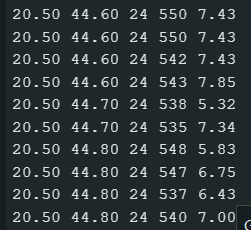 20.50 44.60 24 550 7.43
20.50 44.60 24 550 7.43
20.50 44.60 24 542 7.43
20.50 44.60 24 543 7.85
20.50 44.70 24 538 5.32
20.50 44.70 24 535 7.34
20.50 44.80 24 548 5.83
20.50 44.80 24 547 6.75
20.50 44.80 24 537 6.43
20.50 44.80 24 540 7.00